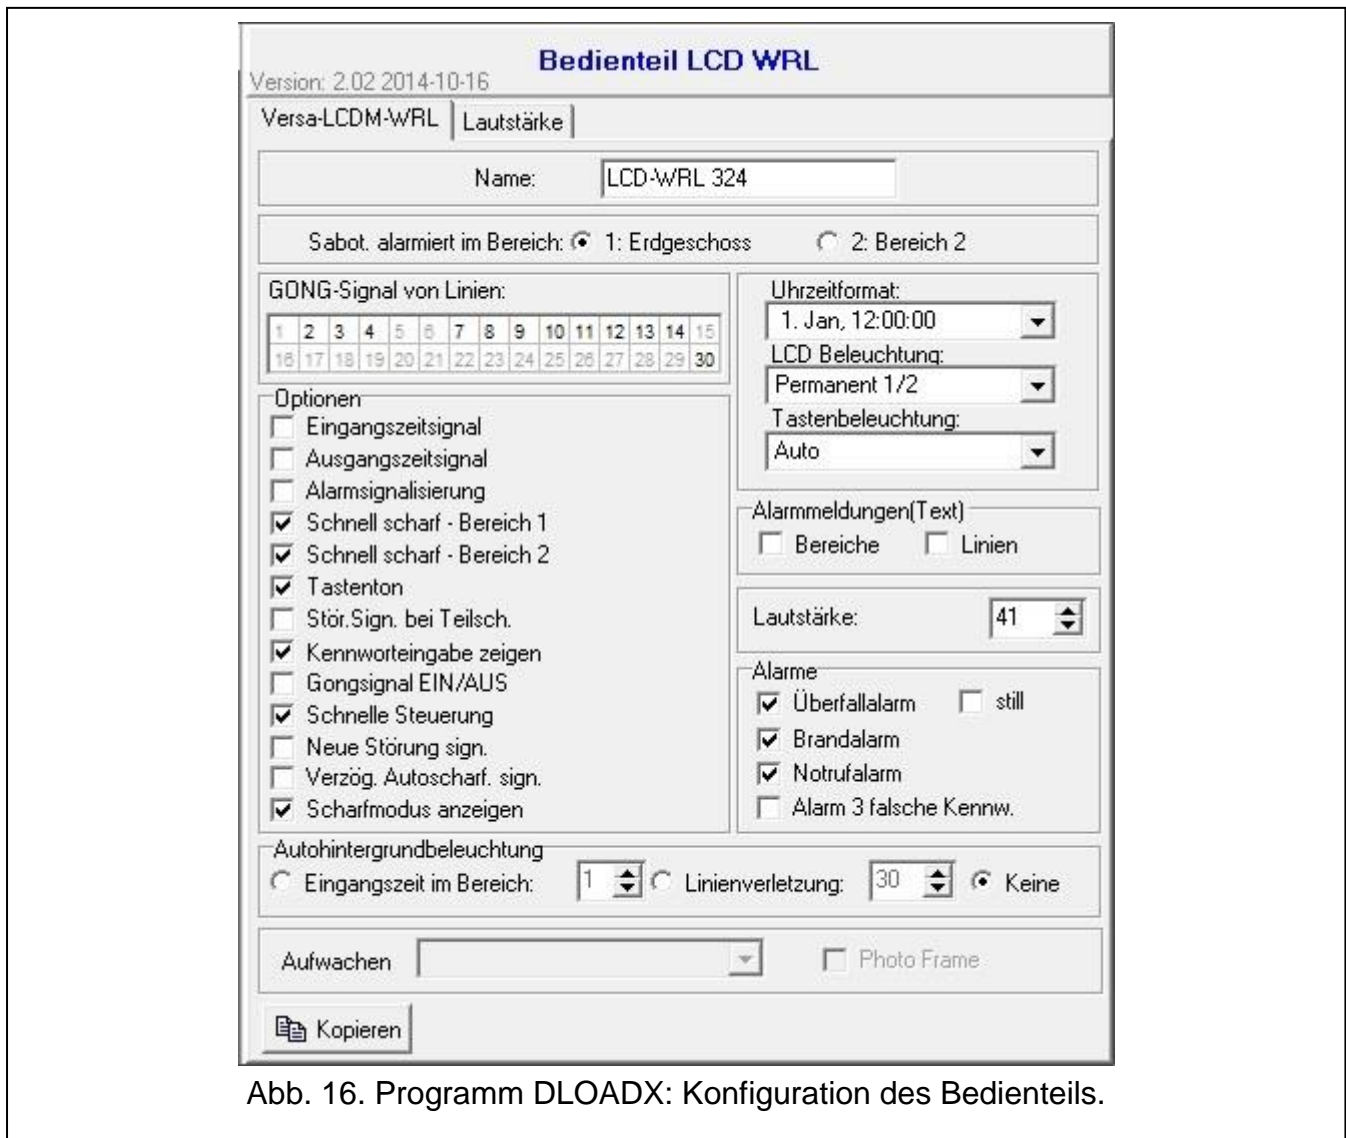 Bedienteil LCD WRL
Version: 2.02 2014-10-16
Versa-LCDM-WRL Lautstärke
Name: LCD-WRL 324
Sabot. alarmiert im Bereich: 1: Erdgeschoss 2: Bereich 2
GONG-Signal von Linien:
1 2 3 4 5 6 7 8 9 10 11 12 13 14 15
16 17 18 19 20 21 22 23 24 25 26 27 28 29 30
Optionen
Eingangszeitsignal
Ausgangszeitsignal
Alarmsignalisierung
Schnell scharf - Bereich 1
Schnell scharf - Bereich 2
Tastenton
Stör.Sign. bei Teilsch.
Kennworteingabe zeigen
Gongsignal EIN/AUS
Schnelle Steuerung
Neue Störung sign.
Verzög. Autoscharf. sign.
Scharfmodus anzeigen
Uhrzeitformat:
1. Jan, 12:00:00
LCD Beleuchtung:
Permanent 1/2
Tastenbeleuchtung:
Auto
Alarmmeldungen(Text)
Bereiche Linien
Lautstärke: 41
Alarme
Überfallalarm still
Brandalarm
Notrufalarm
Alarm 3 falsche Kennw.
Autohintergrundbeleuchtung
Eingangszeit im Bereich: 1 Linienverletzung: 30 Keine
Aufwachen Photo Frame
Kopieren
Abb. 16. Programm DLOADX: Konfiguration des Bedienteils.